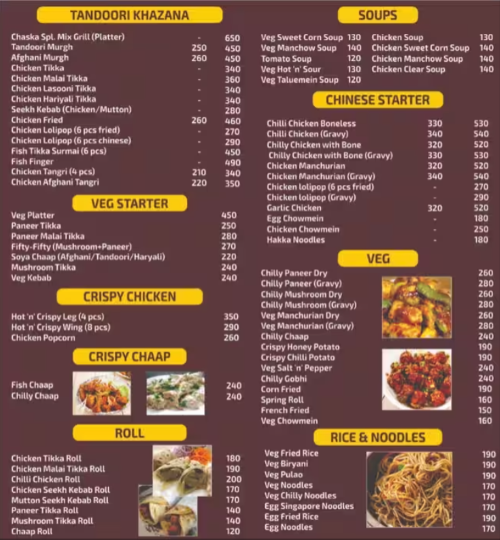 TANDOORI KHAZANA
Chaska Spl. Mix Grill (Platter) - 650
Tandoori Murgh 250 450
Afghani Murgh 260 450
Chicken Tikka - 340
Chicken Malai Tikka - 360
Chicken Lasooni Tikka - 340
Chicken Hariyali Tikka - 340
Seekh Kebab (Chicken/Mutton) - 280
Chicken Fried 260 460
Chicken Lolipop (6 pcs fried) - 270
Chicken Lolipop (6 pcs chinese) - 290
Fish Tikka Surmai (6 pcs) - 450
Fish Finger - 490
Chicken Tangri (4 pcs) 210 340
Chicken Afghani Tangri 220 350
VEG STARTER
Veg Platter 450
Paneer Tikka 250
Paneer Malai Tikka 280
Fifty-Fifty (Mushroom+Paneer) 270
Soya Chaap (Afghani/Tandoori/Haryali) 220
Mushroom Tikka 240
Veg Kebab 240
CRISPY CHICKEN
Hot 'n' Crispy Leg (4 pcs) 350
Hot 'n' Crispy Wing (8 pcs) 290
Chicken Popcorn 260
CRISPY CHAAP
Fish Chaap 240
Chilly Chaap 240
ROLL
Chicken Tikka Roll 180
Chicken Malai Tikka Roll 190
Chilli Chicken Roll 200
Chicken Seekh Kebab Roll 170
Mutton Seekh Kebab Roll 170
Paneer Tikka Roll 140
Mushroom Tikka Roll 140
Chaap Roll 120
SOUPS
Veg Sweet Corn Soup 130 Chicken Soup 130
Veg Manchow Soup 140 Chicken Sweet Corn Soup 140
Tomato Soup 120 Chicken Manchow Soup 140
Veg Hot 'n' Sour 130 Chicken Clear Soup 140
Veg Taluemein Soup 120
CHINESE STARTER
Chilli Chicken Boneless 330 530
Chilli Chicken (Gravy) 340 540
Chilly Chicken with Bone 320 520
Chilly Chicken with Bone (Gravy) 330 530
Chicken Manchurian 320 520
Chicken Manchurian (Gravy) 340 540
Chicken lolipop (6 pcs fried) - 270
Chicken lolipop (Gravy) - 290
Garlic Chicken 320 520
Egg Chowmein - 180
Chicken Chowmein - 250
Hakka Noodles - 180
VEG
Chilly Paneer Dry 260
Chilly Paneer (Gravy) 280
Chilly Mushroom Dry 260
Chilly Mushroom (Gravy) 280
Veg Manchurian Dry 260
Veg Manchurian (Gravy) 280
Chilly Chaap 240
Crispy Honey Potato 190
Crispy Chilli Potato 190
Veg Salt 'n' Pepper 240
Chilly Gobhi 240
Corn Fried 190
Spring Roll 160
French Fried 150
Veg Chowmein 160
RICE & NOODLES
Veg Fried Rice 190
Veg Biryani 190
Veg Pulao 190
Veg Noodles 170
Veg Chilly Noodles 170
Egg Singapore Noodles 170
Egg Fried Rice 190
Egg Noodles 170